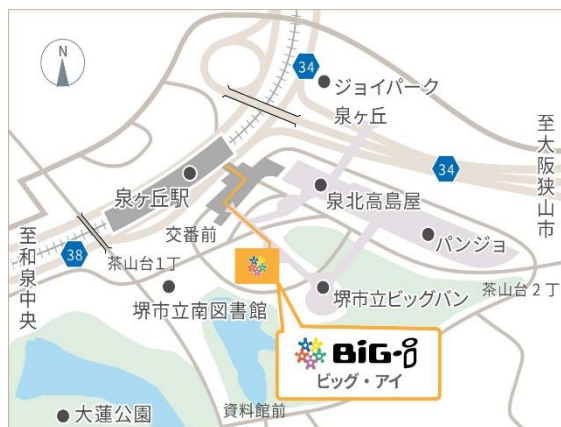 N
34
ジョイパーク
泉ヶ丘
至大阪狭山市
34
泉ヶ丘駅
泉北高島屋
交番前
パンジョ
至和泉中央
38
茶山台1丁
茶山台2丁
堺市立南図書館
堺市立ビッグバン
BiG-i
ビッグ・アイ
資料館前
大蓮公園